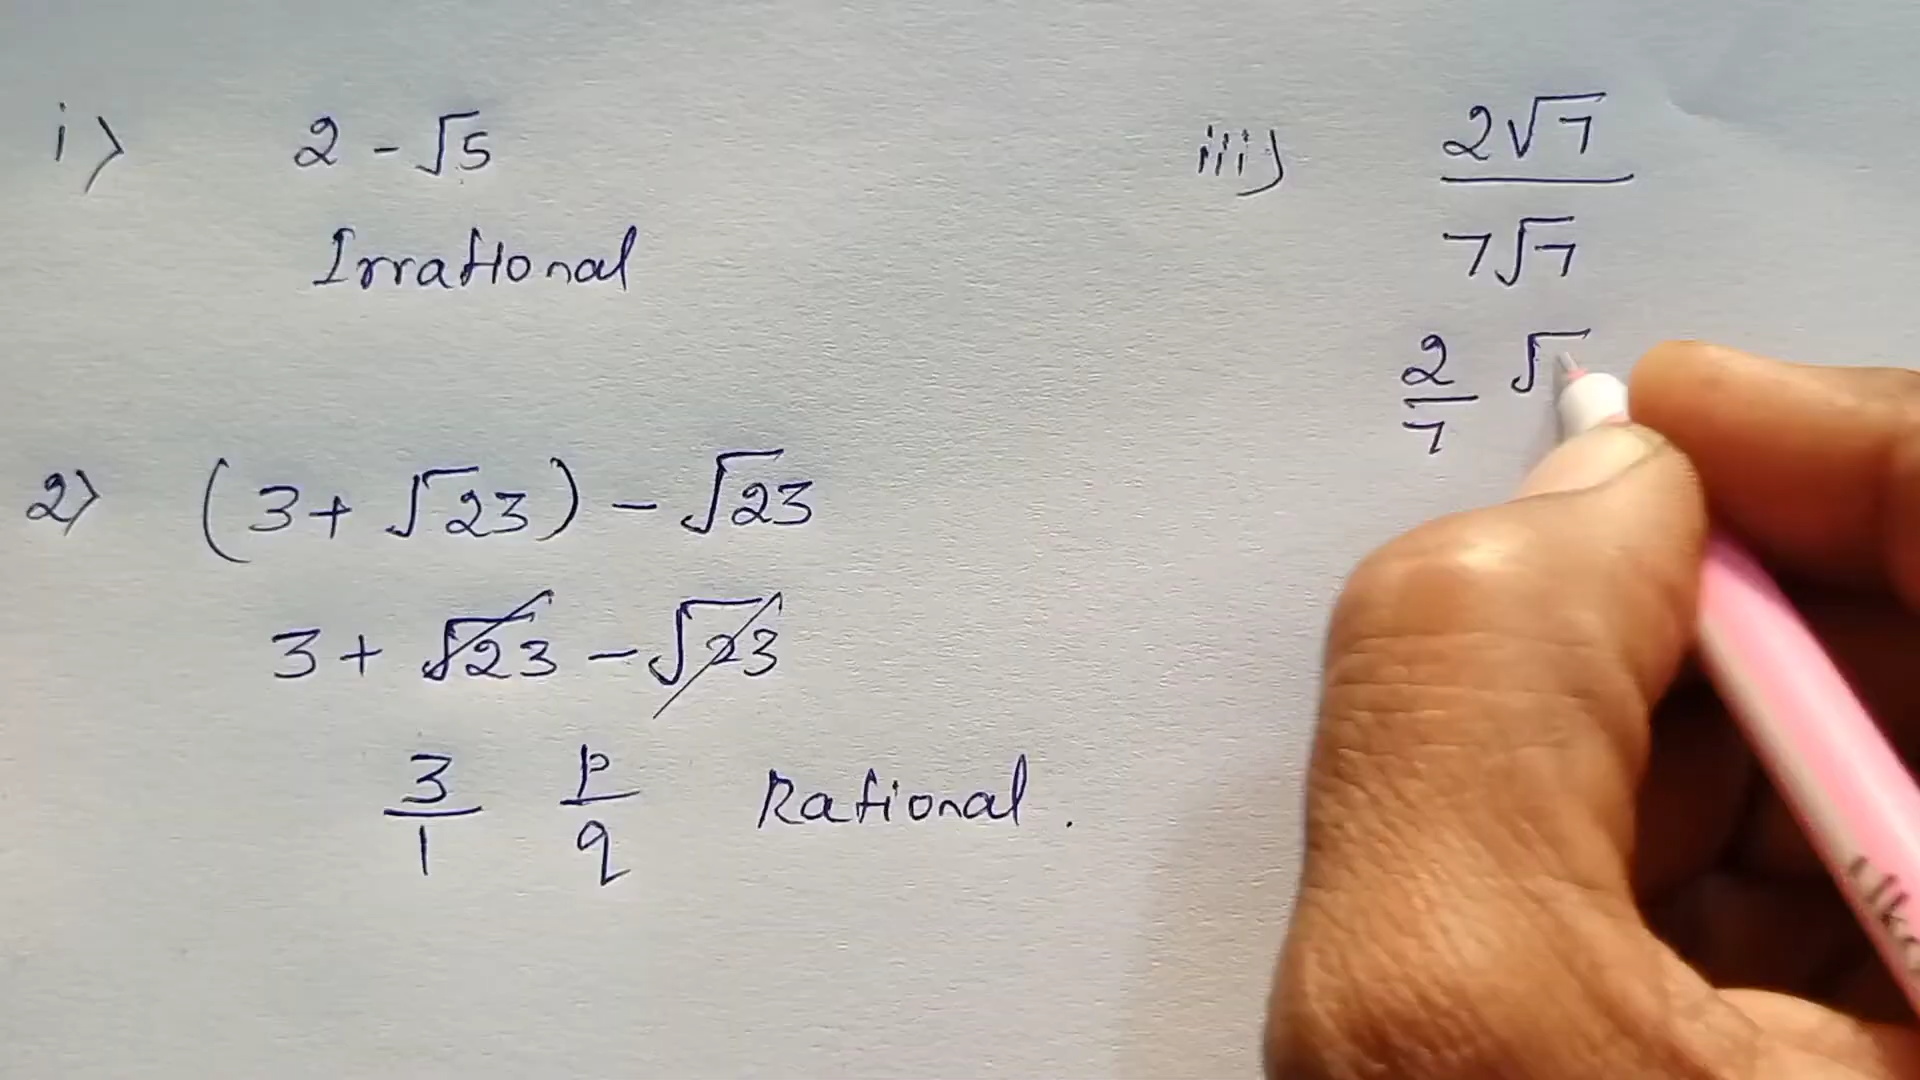 i) 2 - √5
Irrational
2) (3 + √23) - √23
3 + √23 - √23
3/1 p/q Rational.
iii) 2√7 / 7√7
2/7 √